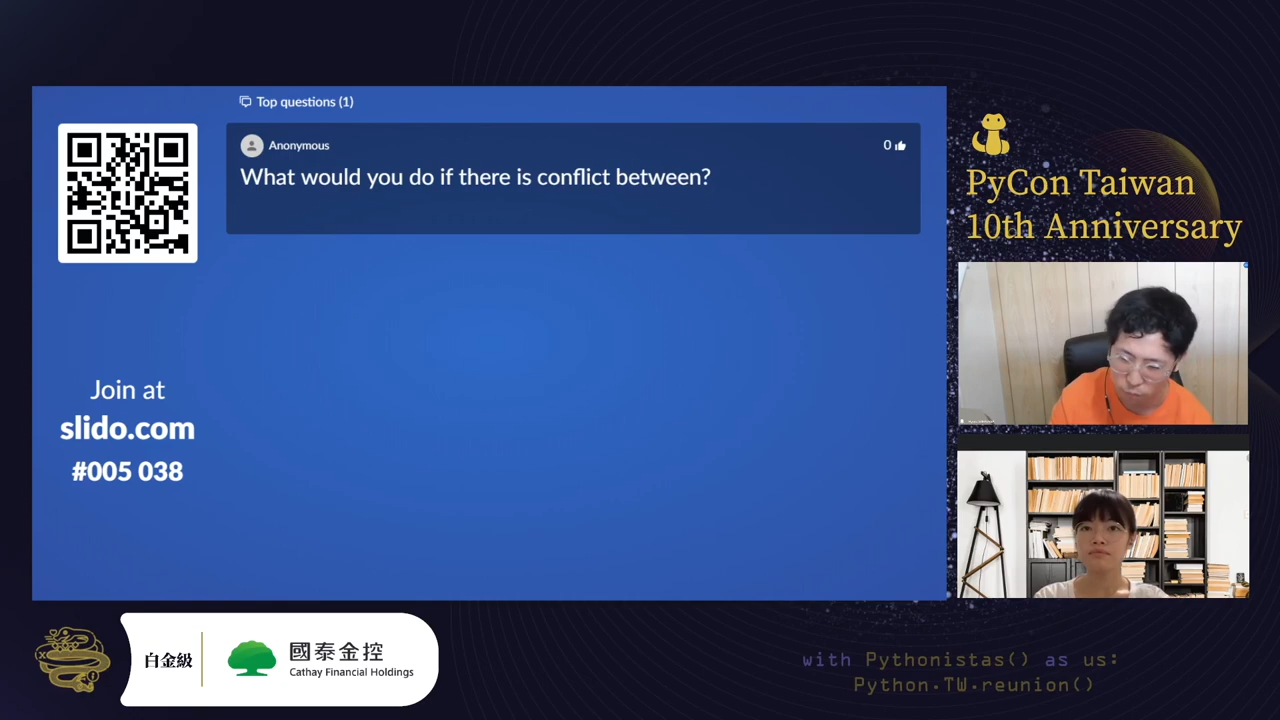 Top questions (1)
Anonymous
0
What would you do if there is conflict between?
Join at
slido.com
#005 038
PyCon Taiwan
10th Anniversary
白金級
國泰金控
Cathay Financial Holdings
with Pythonistas() as us:
Python.TW.reunion()